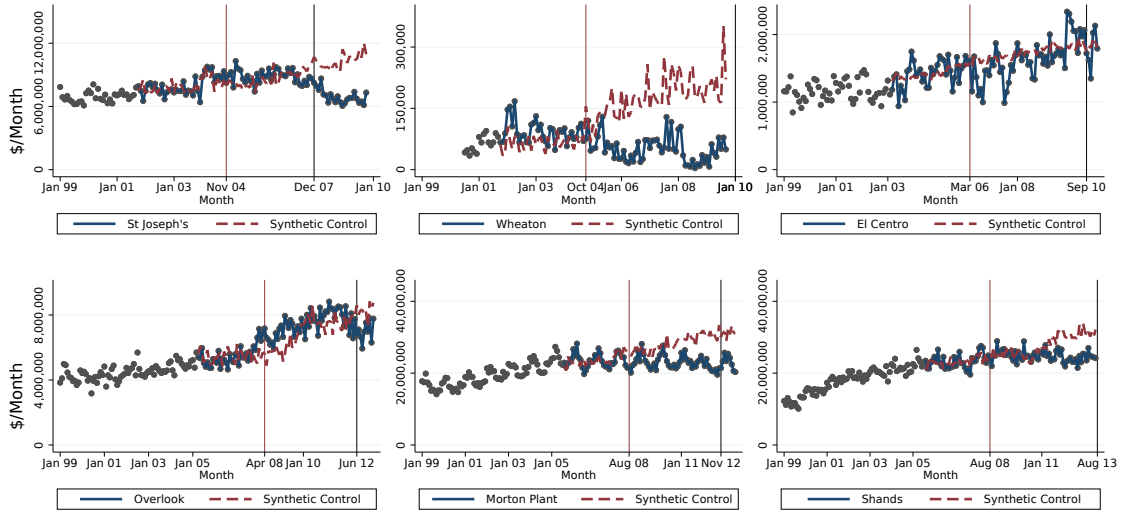 $/Month
0 6,000,000 12,000,000
Jan 99 Jan 01 Jan 03 Nov 04 Dec 07 Jan 10
Month
St Joseph's Synthetic Control
0 150,000 300,000
Jan 99 Jan 01 Jan 03 Oct 04 Jan 06 Jan 08 Jan 10
Month
Wheaton Synthetic Control
0 1,000,000 2,000,000
Jan 99 Jan 01 Jan 03 Mar 06 Jan 08 Sep 10
Month
El Centro Synthetic Control
$/Month
0 4,000,000 8,000,000
Jan 99 Jan 01 Jan 03 Jan 05 Apr 08 Jan 10 Jun 12
Month
Overlook Synthetic Control
0 20,000,000 40,000,000
Jan 99 Jan 01 Jan 03 Jan 05 Aug 08 Jan 11 Nov 12
Month
Morton Plant Synthetic Control
0 20,000,000 40,000,000
Jan 99 Jan 01 Jan 03 Jan 05 Aug 08 Jan 11 Aug 13
Month
Shands Synthetic Control